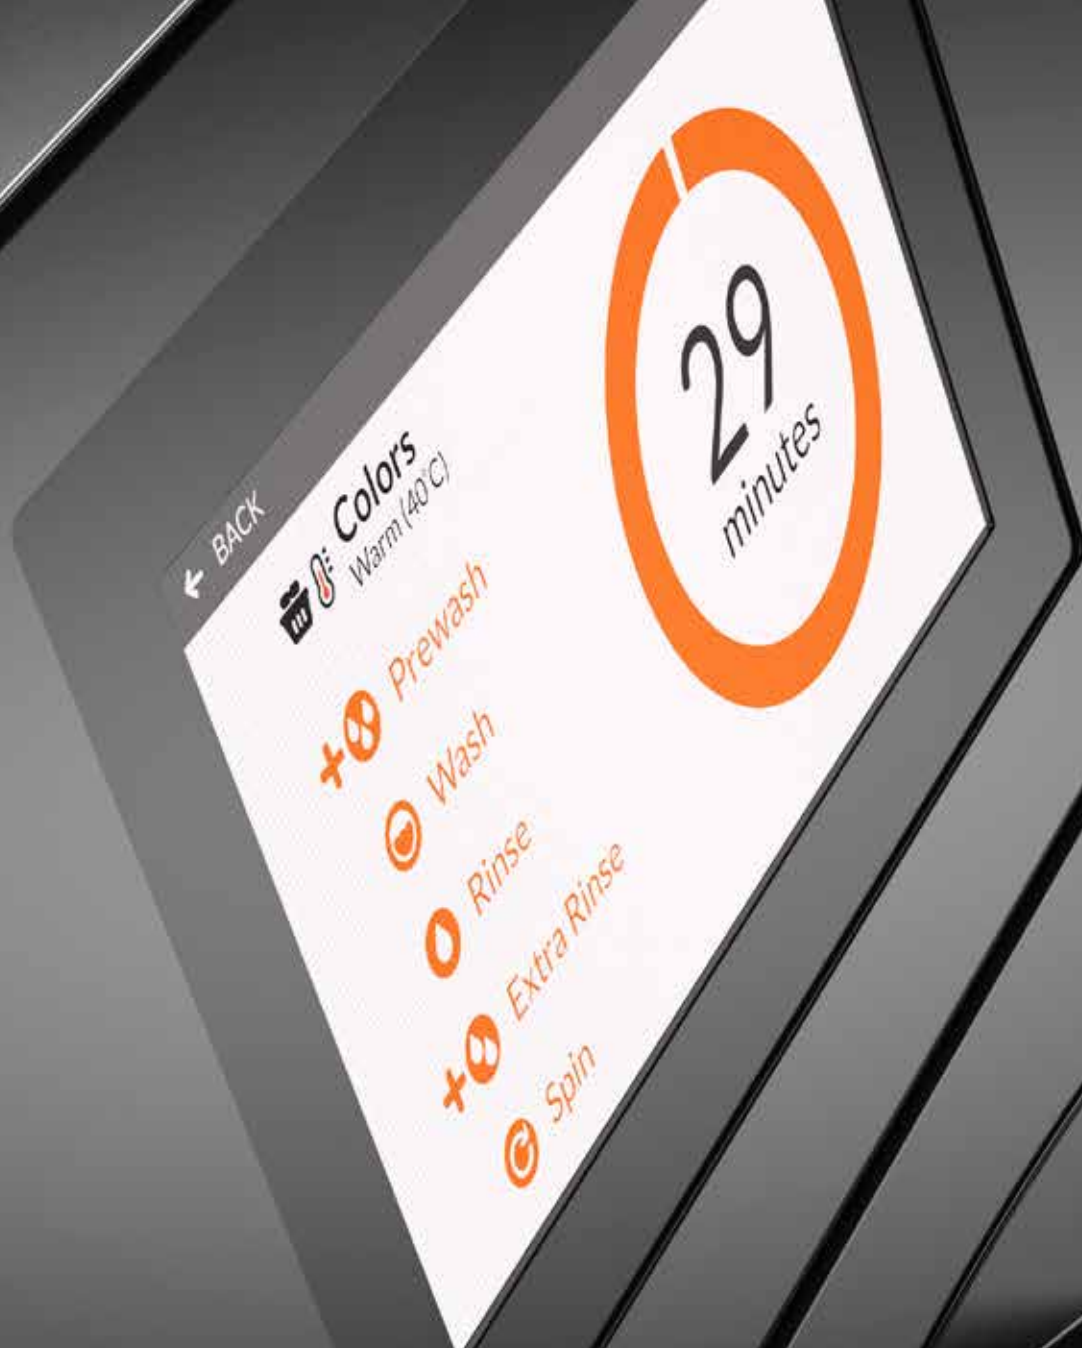 BACK
Colors
Warm (40°C)
Prewash
Wash
Rinse
Extra Rinse
Spin
29
minutes